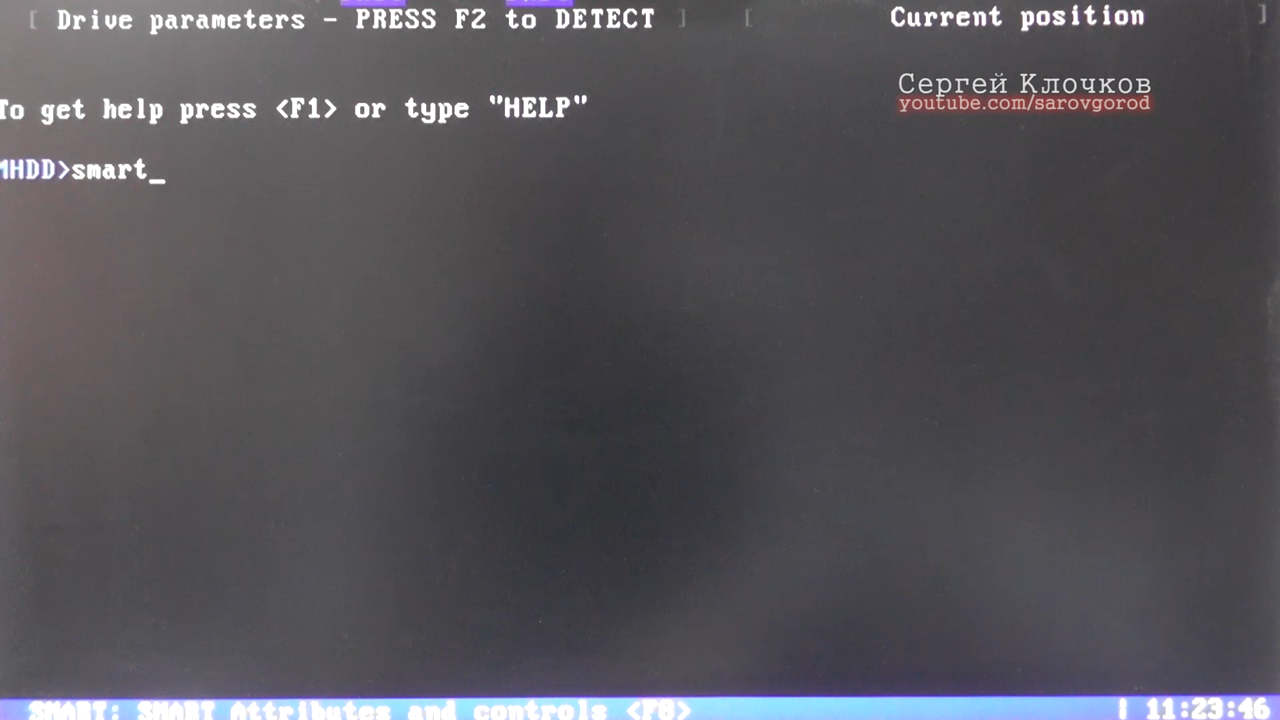 [ Drive parameters - PRESS F2 to DETECT ] [ Current position ]
Сергей Клочков
youtube.com/sarovgorod
To get help press <F1> or type "HELP"
MHDD>smart_
SMART: SMART Attributes and controls <F8> | 11:23:46